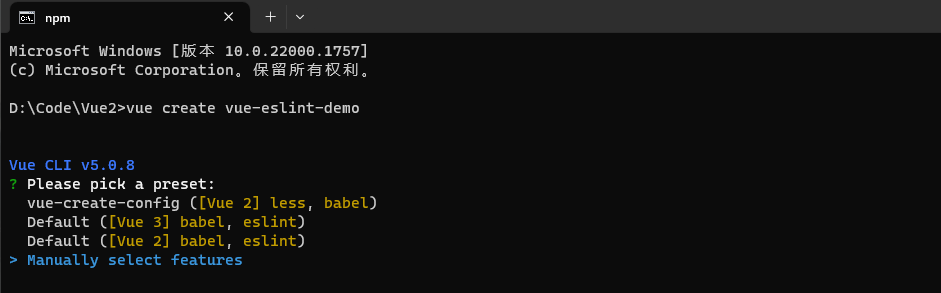 npm
Microsoft Windows [版本 10.0.22000.1757]
(c) Microsoft Corporation。保留所有权利。
D:\Code\Vue2>vue create vue-eslint-demo
Vue CLI v5.0.8
? Please pick a preset:
vue-create-config ([Vue 2] less, babel)
Default ([Vue 3] babel, eslint)
Default ([Vue 2] babel, eslint)
> Manually select features